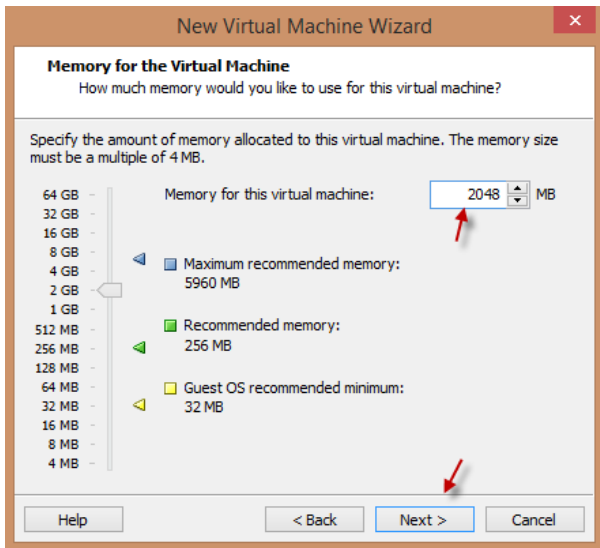 New Virtual Machine Wizard
Memory for the Virtual Machine
How much memory would you like to use for this virtual machine?
Specify the amount of memory allocated to this virtual machine. The memory size
must be a multiple of 4 MB.
Memory for this virtual machine:
2048
MB
64 GB
32 GB
16 GB
8 GB
4 GB
2 GB
1 GB
512 MB
256 MB
128 MB
64 MB
32 MB
16 MB
8 MB
4 MB
Maximum recommended memory:
5960 MB
Recommended memory:
256 MB
Guest OS recommended minimum:
32 MB
Help
< Back
Next >
Cancel